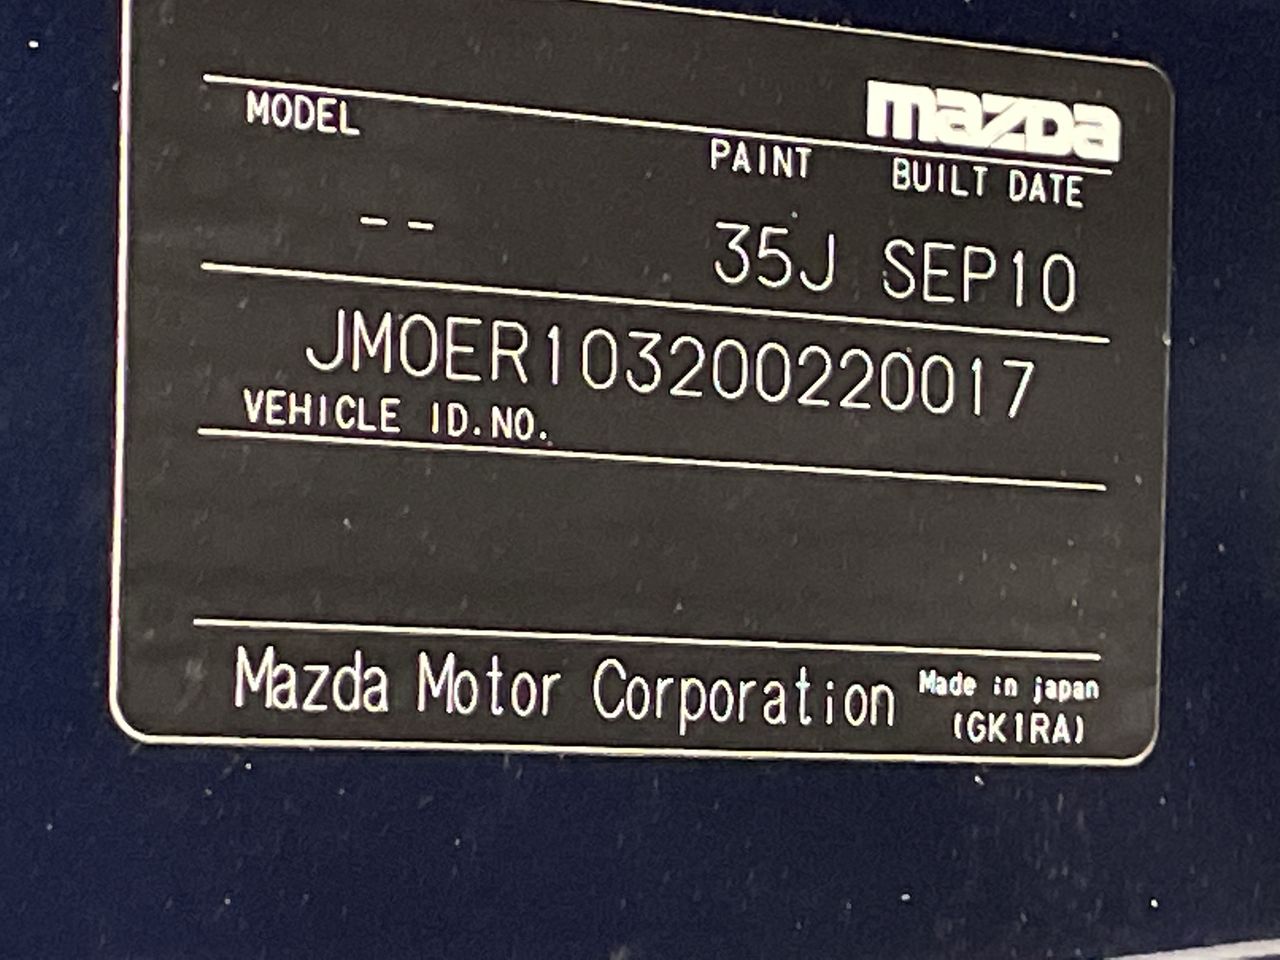 mazda
MODEL PAINT BUILT DATE
-- 35J SEP10
JM0ER103200220017
VEHICLE ID.NO.
Mazda Motor Corporation Made in japan
(GK1RA)